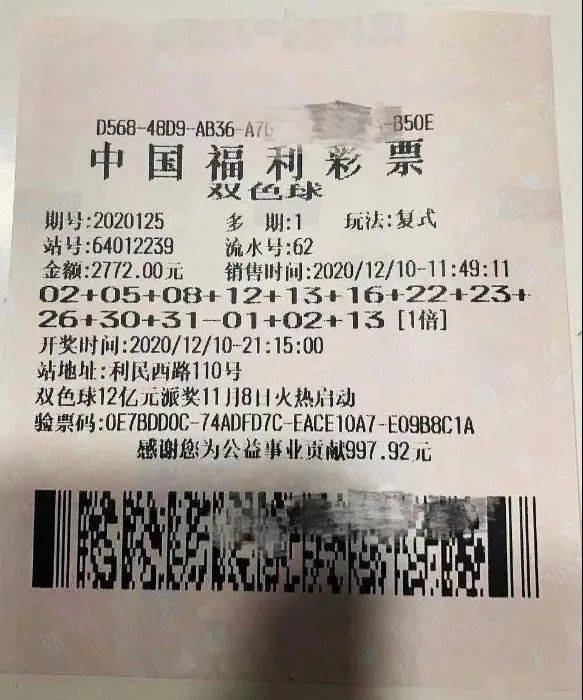 D568-48D9-AB36-A7 -B50E
中国福利彩票
双色球
期号:2020125 多 期:1 玩法:复式
站号:64012239 流水号:62
金额:2772.00元 销售时间:2020/12/10-11:49:11
02+05+08+12+13+16+22+23+
26+30+31-01+02+13 [1倍]
开奖时间:2020/12/10-21:15:00
站地址:利民西路110号
双色球12亿元派奖11月8日火热启动
验票码:0E7BDD0C-74ADFD7C-EACE10A7-E09B8C1A
感谢您为公益事业贡献997.92元